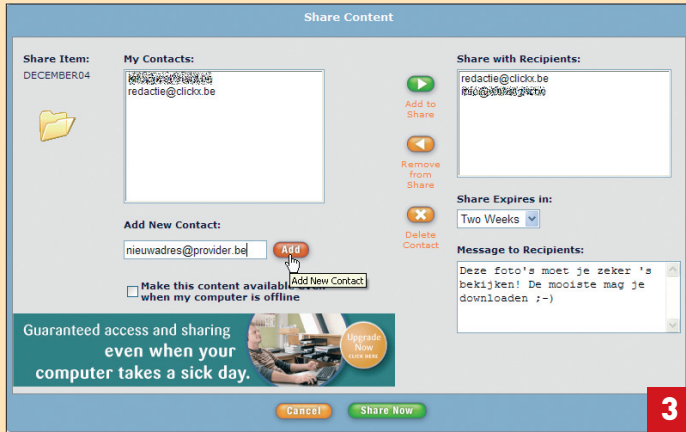 Share Content
Share Item:
DECEMBER04
My Contacts:
redactie@clickx.be
Add New Contact:
nieuwadres@provider.be
Add
Add New Contact
Make this content available even
when my computer is offline
Add to
Share
Remove
from
Share
Delete
Contact
Share with Recipients:
redactie@clickx.be
Share Expires in:
Two Weeks
Message to Recipients:
Deze foto's moet je zeker 's
bekijken! De mooiste mag je
downloaden ;-)
Guaranteed access and sharing
even when your
computer takes a sick day.
Upgrade
Now
CLICK HERE
Cancel
Share Now
3